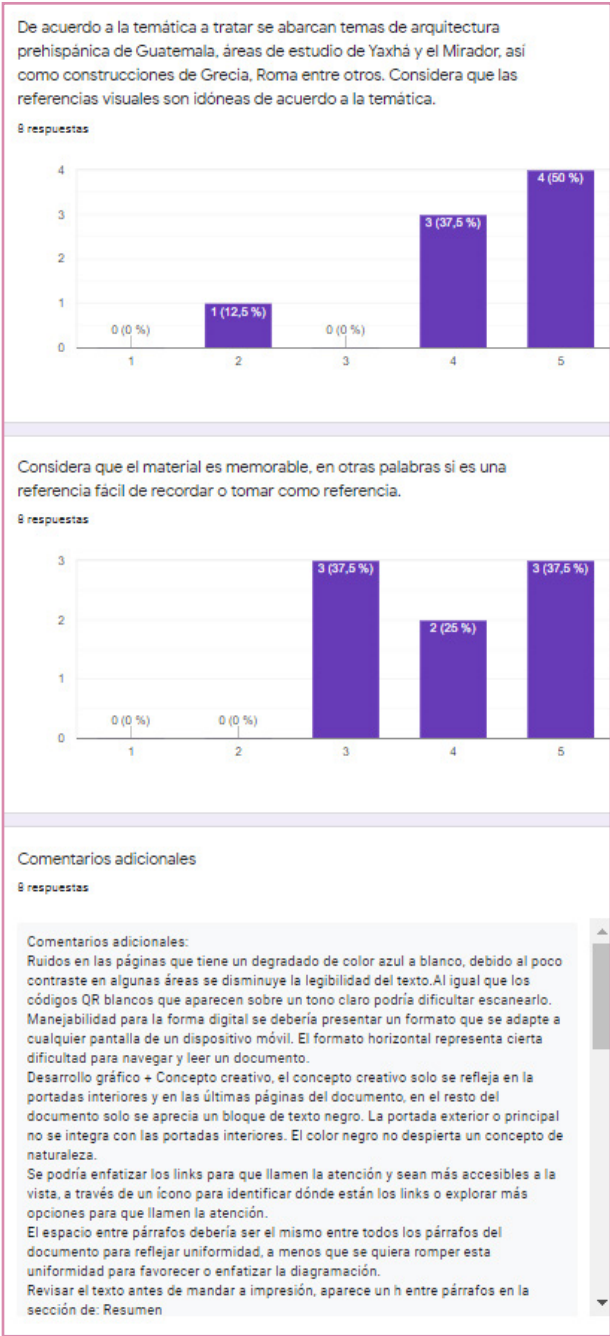 De acuerdo a la temática a tratar se abarcan temas de arquitectura
prehispánica de Guatemala, áreas de estudio de Yaxhá y el Mirador, así
como construcciones de Grecia, Roma entre otros. Considera que las
referencias visuales son idóneas de acuerdo a la temática.
8 respuestas
4
3
2
1
0
0 (0 %)
1 (12,5 %)
0 (0 %)
3 (37,5 %)
4 (50 %)
1 2 3 4 5
Considera que el material es memorable, en otras palabras si es una
referencia fácil de recordar o tomar como referencia.
8 respuestas
3
2
1
0
0 (0 %)
0 (0 %)
3 (37,5 %)
2 (25 %)
3 (37,5 %)
1 2 3 4 5
Comentarios adicionales
8 respuestas
Comentarios adicionales:
Ruidos en las páginas que tiene un degradado de color azul a blanco, debido al poco
contraste en algunas áreas se disminuye la legibilidad del texto.Al igual que los
códigos QR blancos que aparecen sobre un tono claro podría dificultar escanearlo.
Manejabilidad para la forma digital se debería presentar un formato que se adapte a
cualquier pantalla de un dispositivo móvil. El formato horizontal representa cierta
dificultad para navegar y leer un documento.
Desarrollo gráfico + Concepto creativo, el concepto creativo solo se refleja en la
portadas interiores y en las últimas páginas del documento, en el resto del
documento solo se aprecia un bloque de texto negro. La portada exterior o principal
no se integra con las portadas interiores. El color negro no despierta un concepto de
naturaleza.
Se podría enfatizar los links para que llamen la atención y sean más accesibles a la
vista, a través de un ícono para identificar dónde están los links o explorar más
opciones para que llamen la atención.
El espacio entre párrafos debería ser el mismo entre todos los párrafos del
documento para reflejar uniformidad, a menos que se quiera romper esta
uniformidad para favorecer o enfatizar la diagramación.
Revisar el texto antes de mandar a impresión, aparece un h entre párrafos en la
sección de: Resumen